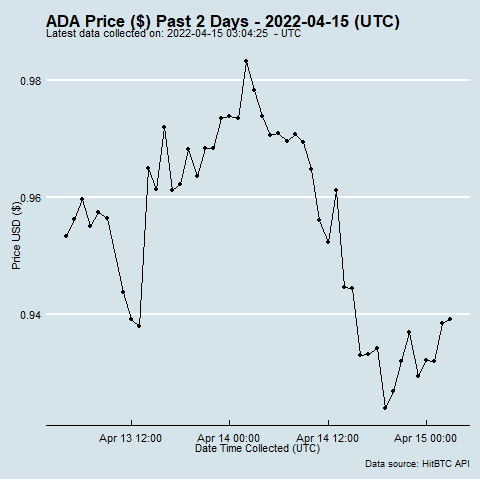 ADA Price ($) Past 2 Days - 2022-04-15 (UTC)
Latest data collected on: 2022-04-15 03:04:25  - UTC
0.98
0.96
0.94
Price USD ($)
Apr 13 12:00 Apr 14 00:00 Apr 14 12:00 Apr 15 00:00
Date Time Collected (UTC)
Data source: HitBTC API